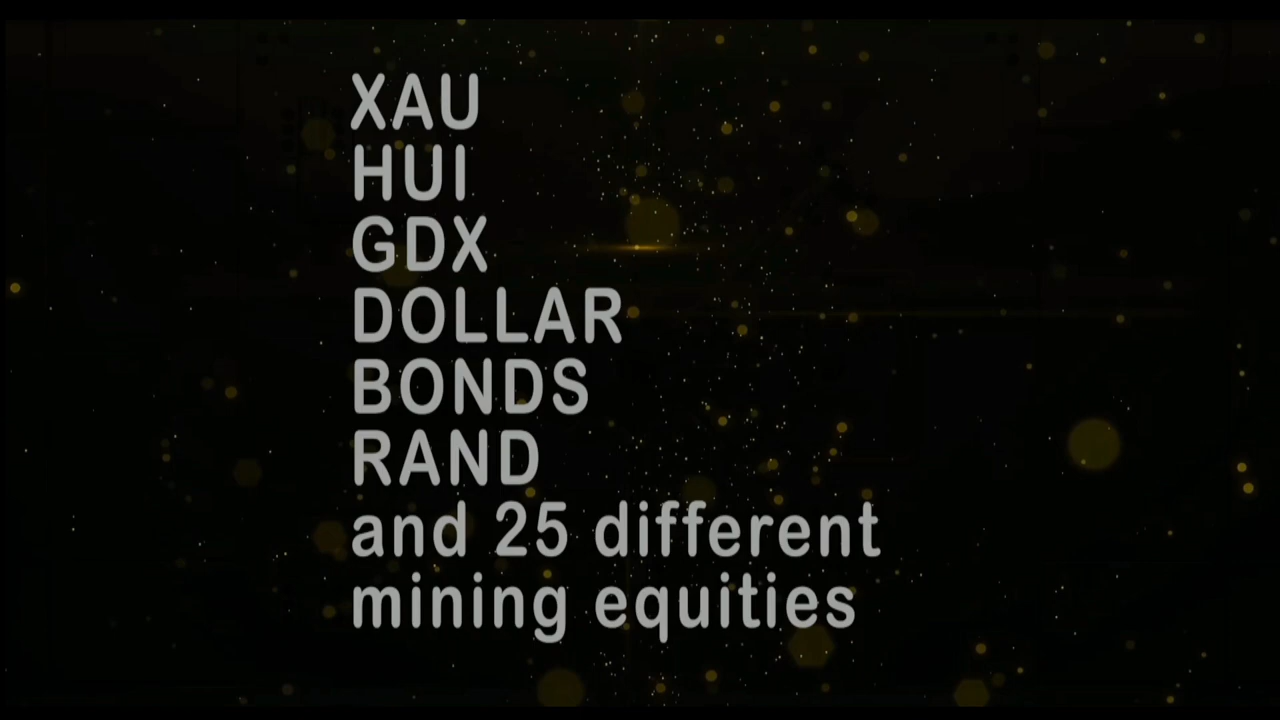 XAU
HUI
GDX
DOLLAR
BONDS
RAND
and 25 different
mining equities